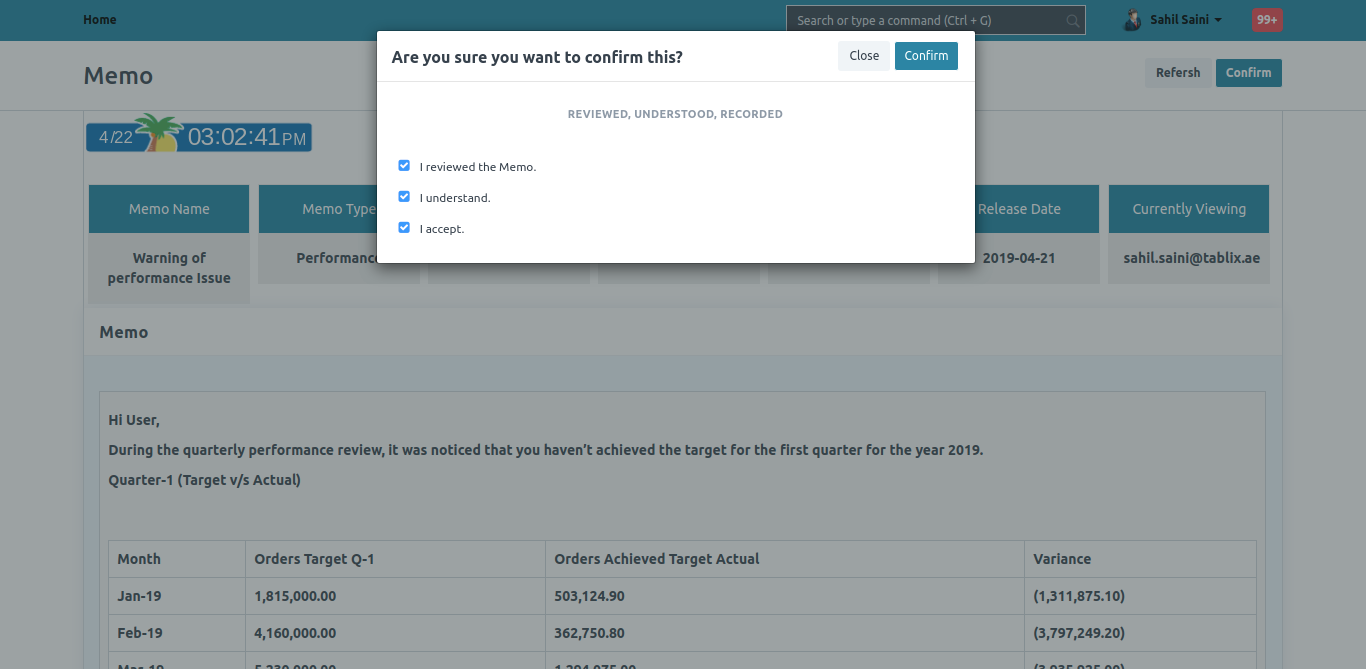 Home
Search or type a command (Ctrl + G)
Sahil Saini
99+
Are you sure you want to confirm this?
Close
Confirm
Memo
Refersh
Confirm
REVIEWED, UNDERSTOOD, RECORDED
4/22 03:02:41 PM
I reviewed the Memo.
I understand.
I accept.
Memo Name
Memo Type
Release Date
Currently Viewing
Warning of
performance Issue
Performance
2019-04-21
sahil.saini@tablix.ae
Memo
Hi User,
During the quarterly performance review, it was noticed that you haven’t achieved the target for the first quarter for the year 2019.
Quarter-1 (Target v/s Actual)
Month Orders Target Q-1 Orders Achieved Target Actual Variance
Jan-19 1,815,000.00 503,124.90 (1,311,875.10)
Feb-19 4,160,000.00 362,750.80 (3,797,249.20)